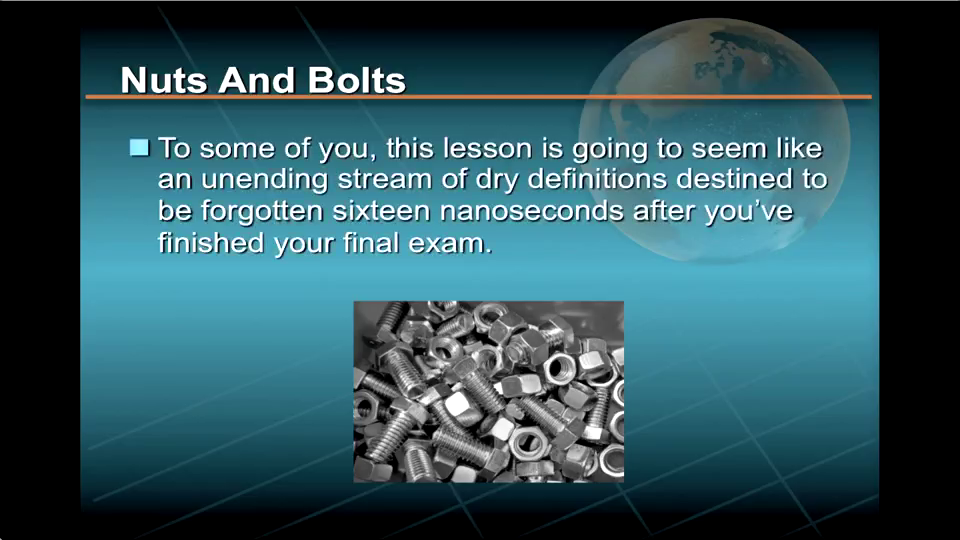 Nuts And Bolts
To some of you, this lesson is going to seem like
an unending stream of dry definitions destined to
be forgotten sixteen nanoseconds after you’ve
finished your final exam.